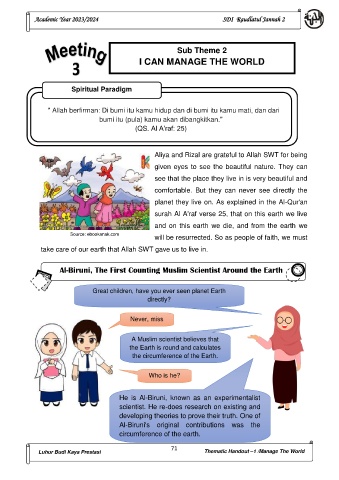 Academic Year 2023/2024 SDI Raudlatul Jannah 2
Meeting
3
Sub Theme 2
I CAN MANAGE THE WORLD
Spiritual Paradigm
" Allah berfirman: Di bumi itu kamu hidup dan di bumi itu kamu mati, dan dari
bumi itu (pula) kamu akan dibangkitkan."
(QS. Al A'raf: 25)
Aliya and Rizal are grateful to Allah SWT for being
given eyes to see the beautiful nature. They can
see that the place they live in is very beautiful and
comfortable. But they can never see directly the
planet they live on. As explained in the Al-Qur'an
surah Al A'raf verse 25, that on this earth we live
and on this earth we die, and from the earth we
Source: ebookanak.com
will be resurrected. So as people of faith, we must
take care of our earth that Allah SWT gave us to live in.
Al-Biruni, The First Counting Muslim Scientist Around the Earth
Great children, have you ever seen planet Earth
directly?
Never, miss
A Muslim scientist believes that
the Earth is round and calculates
the circumference of the Earth.
Who is he?
He is Al-Biruni, known as an experimentalist
scientist. He re-does research on existing and
developing theories to prove their truth. One of
Al-Biruni's original contributions was the
circumference of the earth.
Luhur Budi Kaya Prestasi 71 Thematic Handout –1 /Manage The World